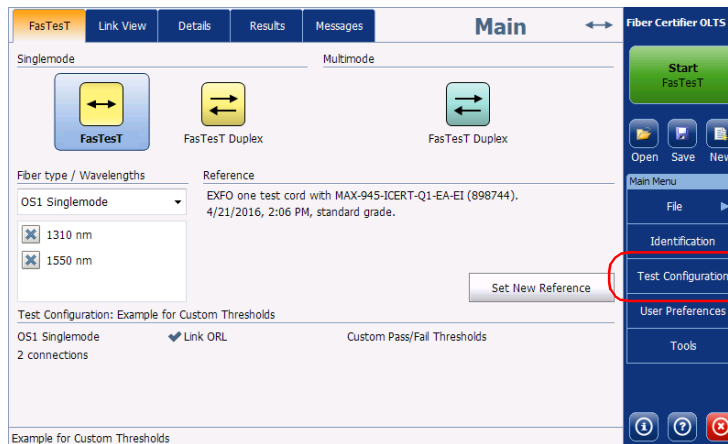 FasTesT
Link View
Details
Results
Messages
Main
Fiber Certifier OLTS
Singlemode
Multimode
Start
FasTesT
FasTesT
FasTesT Duplex
FasTesT Duplex
Open
Save
New
Main Menu
File
Identification
Test Configuration
User Preferences
Tools
Fiber type / Wavelengths
OS1 Singlemode
1310 nm
1550 nm
Reference
EXFO one test cord with MAX-945-ICERT-Q1-EA-EI (898744).
4/21/2016, 2:06 PM, standard grade.
Set New Reference
Test Configuration: Example for Custom Thresholds
OS1 Singlemode
Link ORL
Custom Pass/Fail Thresholds
2 connections
Example for Custom Thresholds